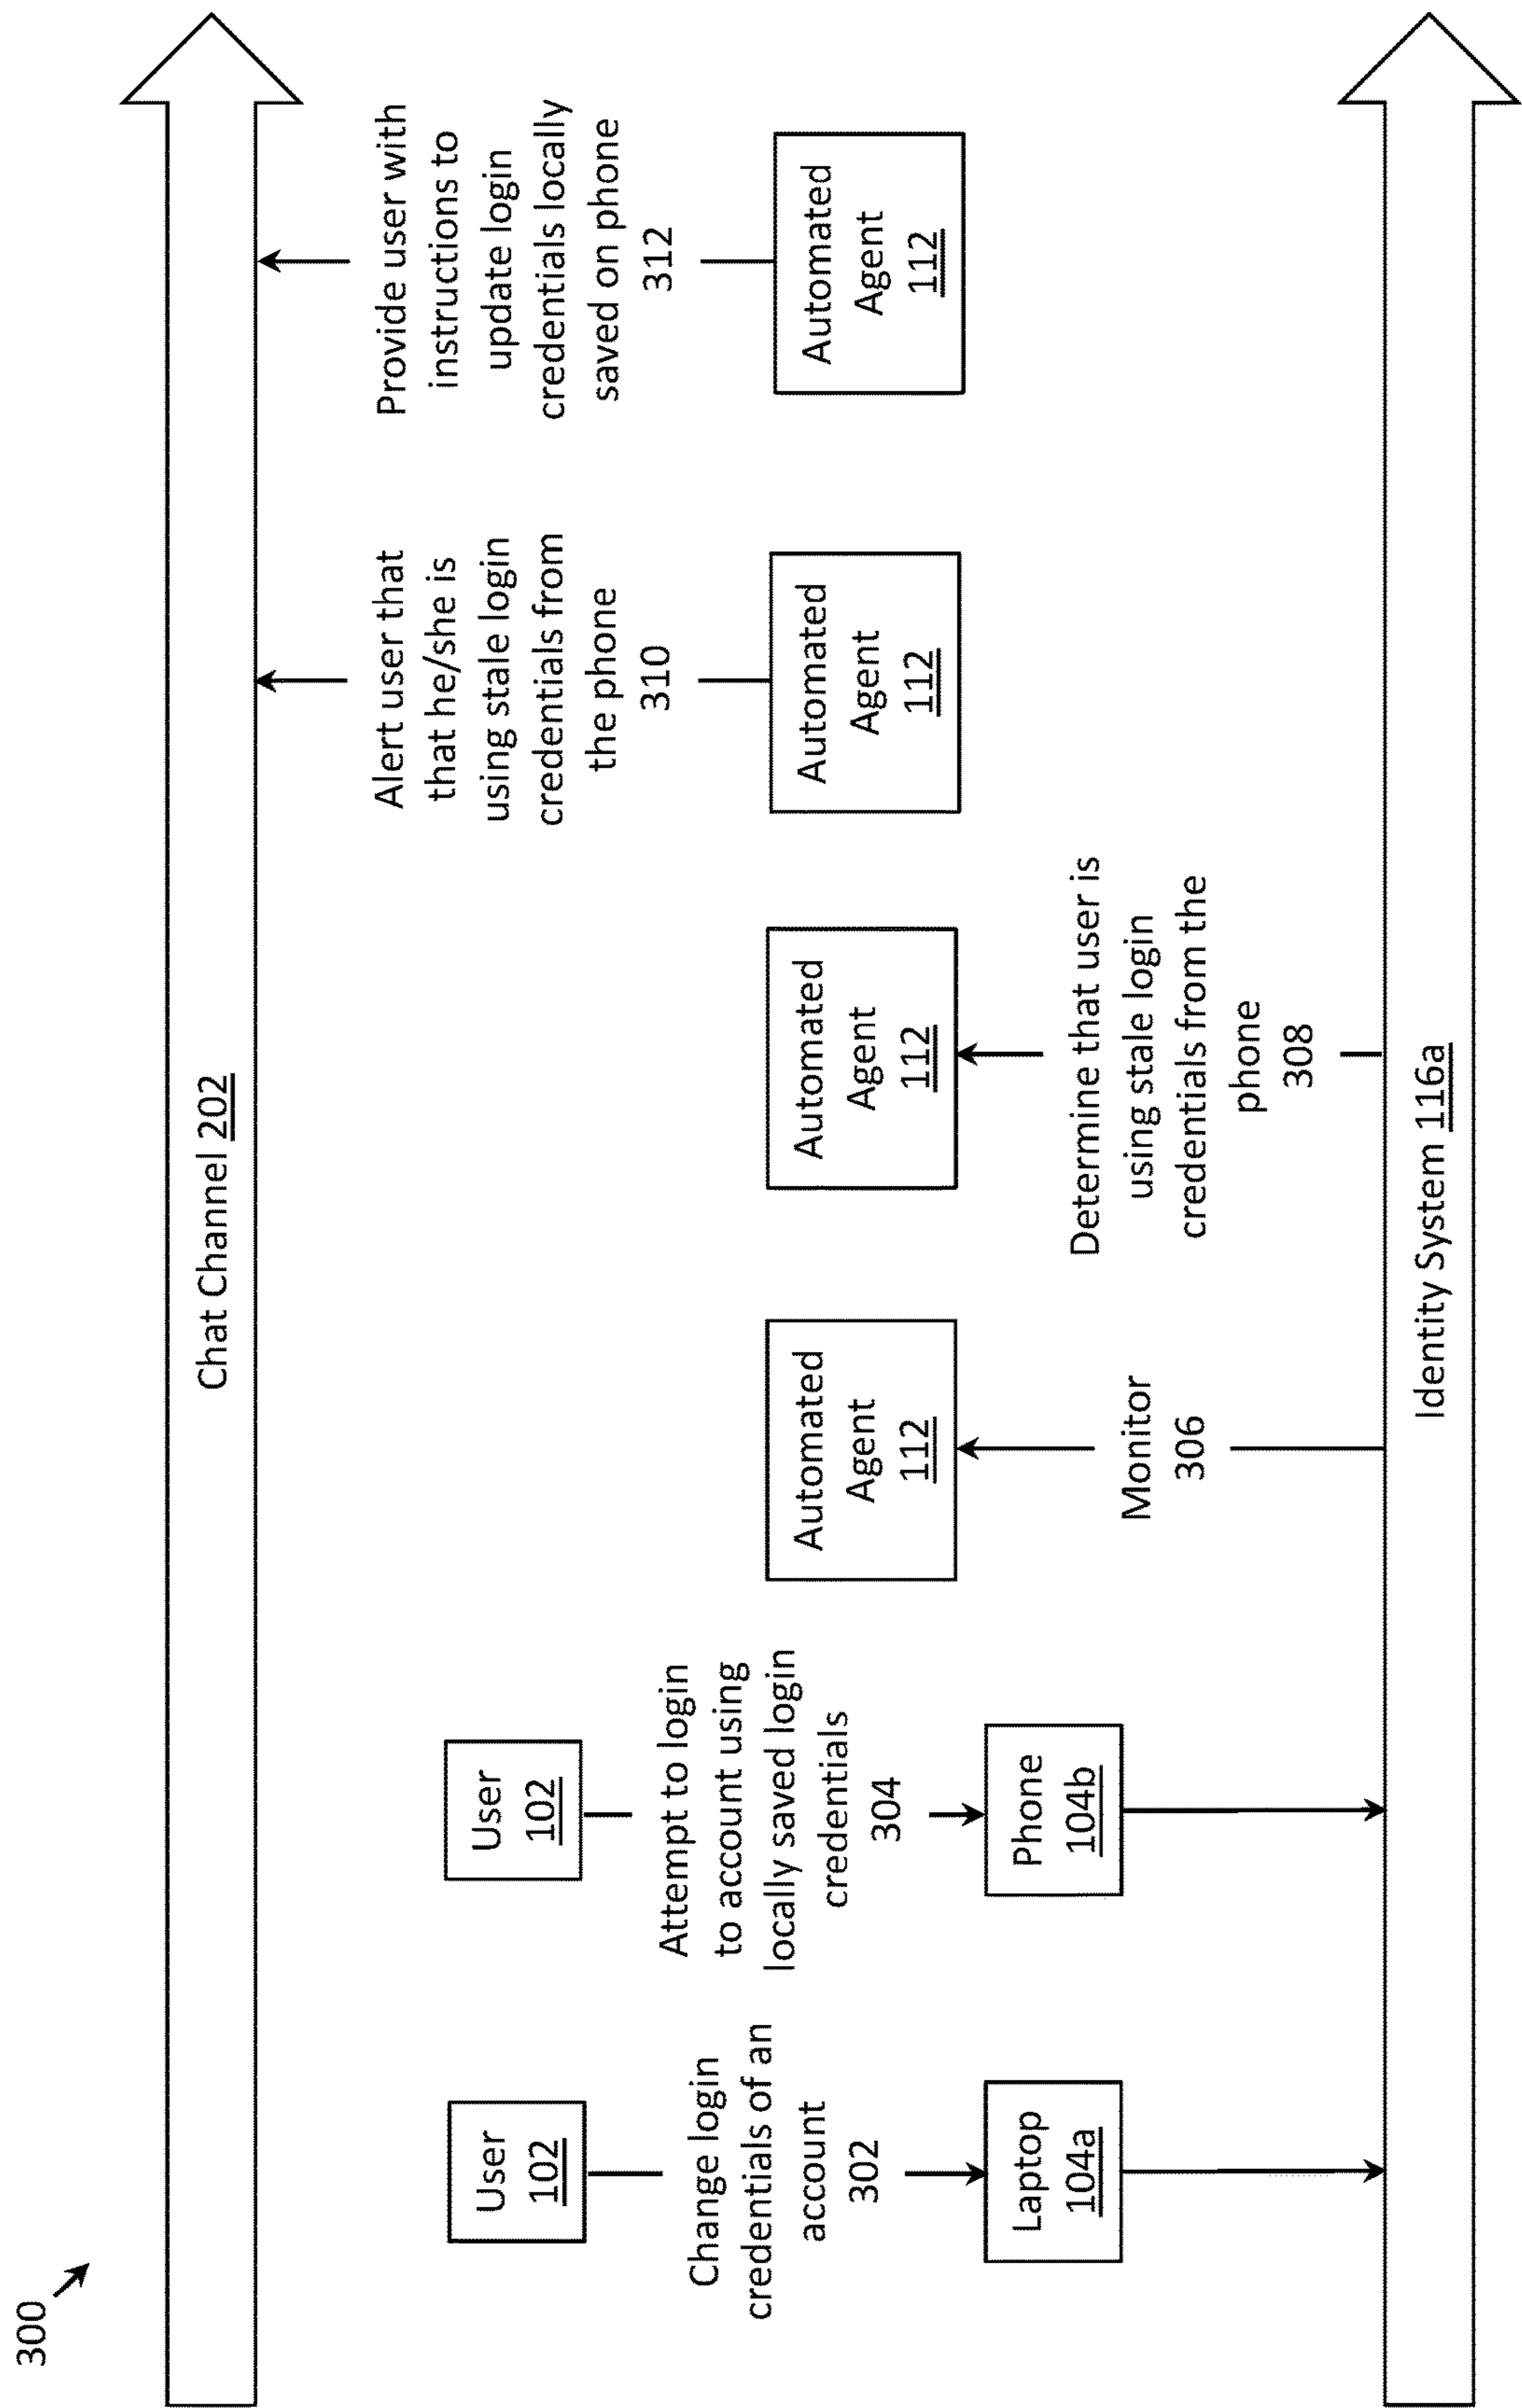 300
Chat Channel 202
User
102
Change login
credentials of an
account
302
Laptop
104a
User
102
Attempt to login
to account using
locally saved login
credentials
304
Phone
104b
Automated
Agent
112
Monitor
306
Automated
Agent
112
Determine that user is
using stale login
credentials from the
phone
308
Alert user that
that he/she is
using stale login
credentials from
the phone
310
Automated
Agent
112
Provide user with
instructions to
update login
credentials locally
saved on phone
312
Automated
Agent
112
Identity System 116a